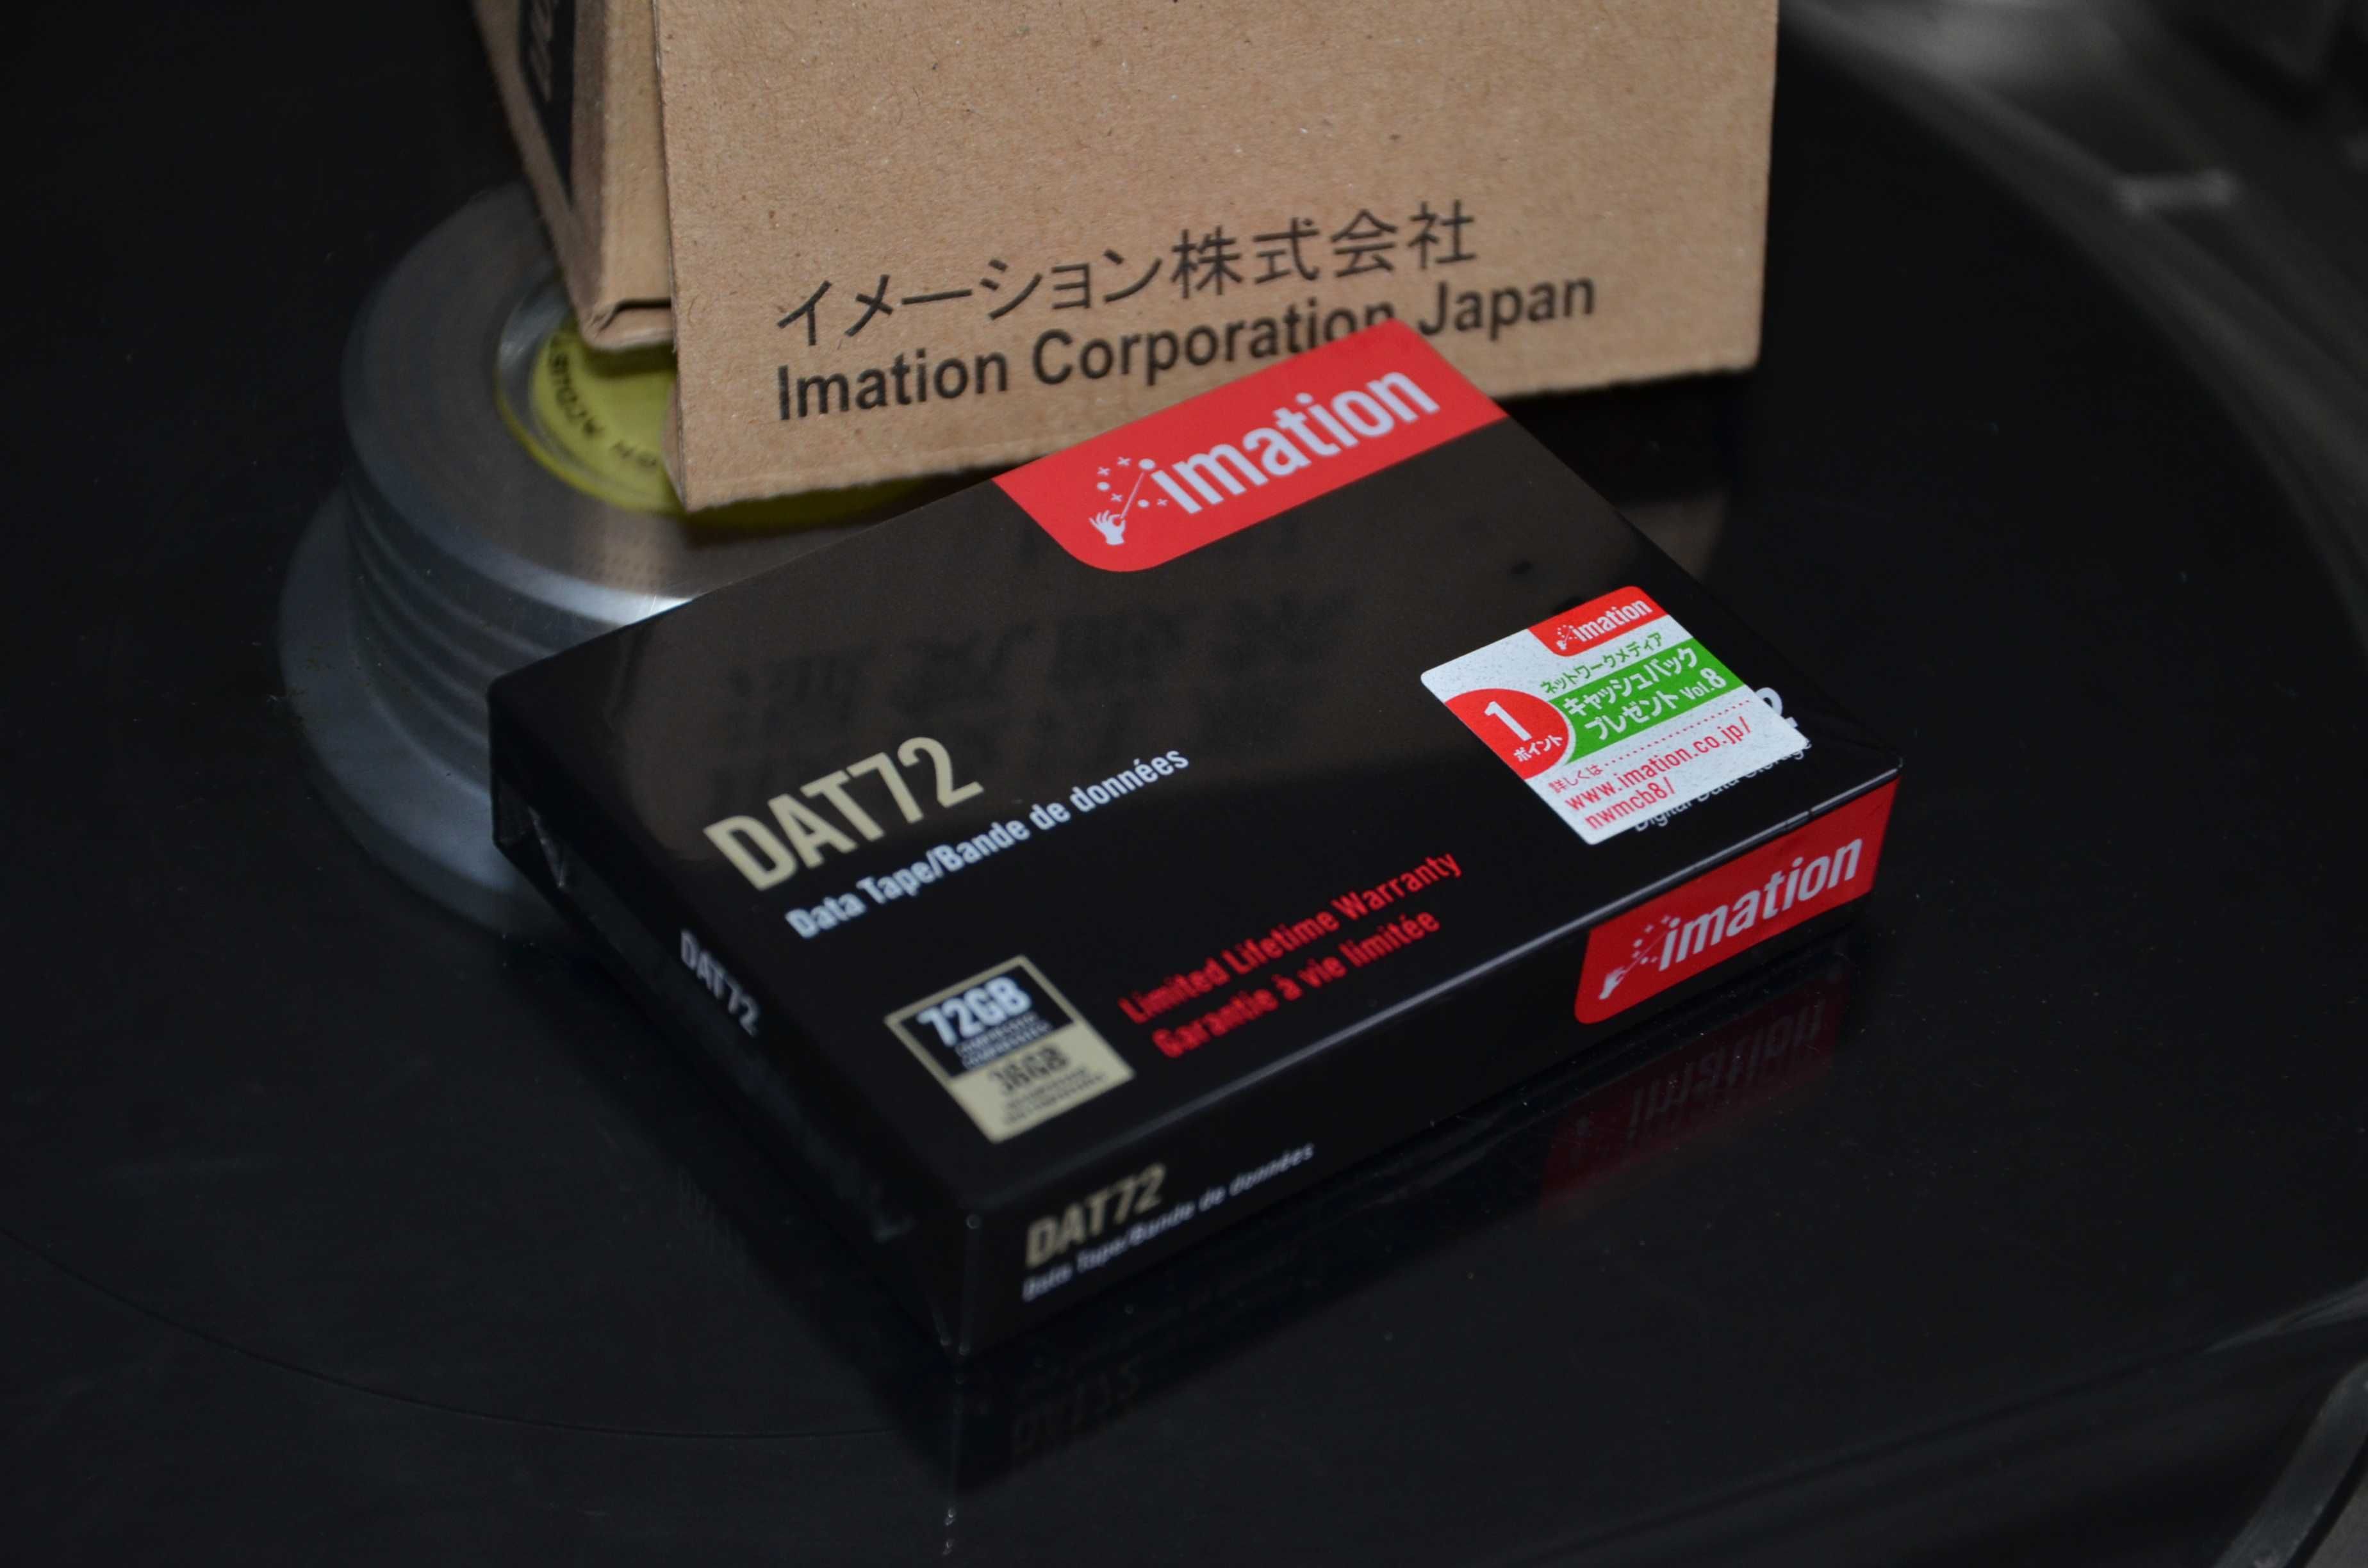 イメーション株式会社
Imation Corporation Japan
imation
imation
ネットワークメディア
キャッシュバック
プレゼント Vol.8
1
ポイント
詳しくは
www.imation.co.jp/
nwmcb8/
2
Digital Data Storage
DAT72
Data Tape/Bande de données
Limited Lifetime Warranty
Garantie à vie limitée
72GB
36GB
DAT72
imation
DAT72
Data Tape/Bande de données